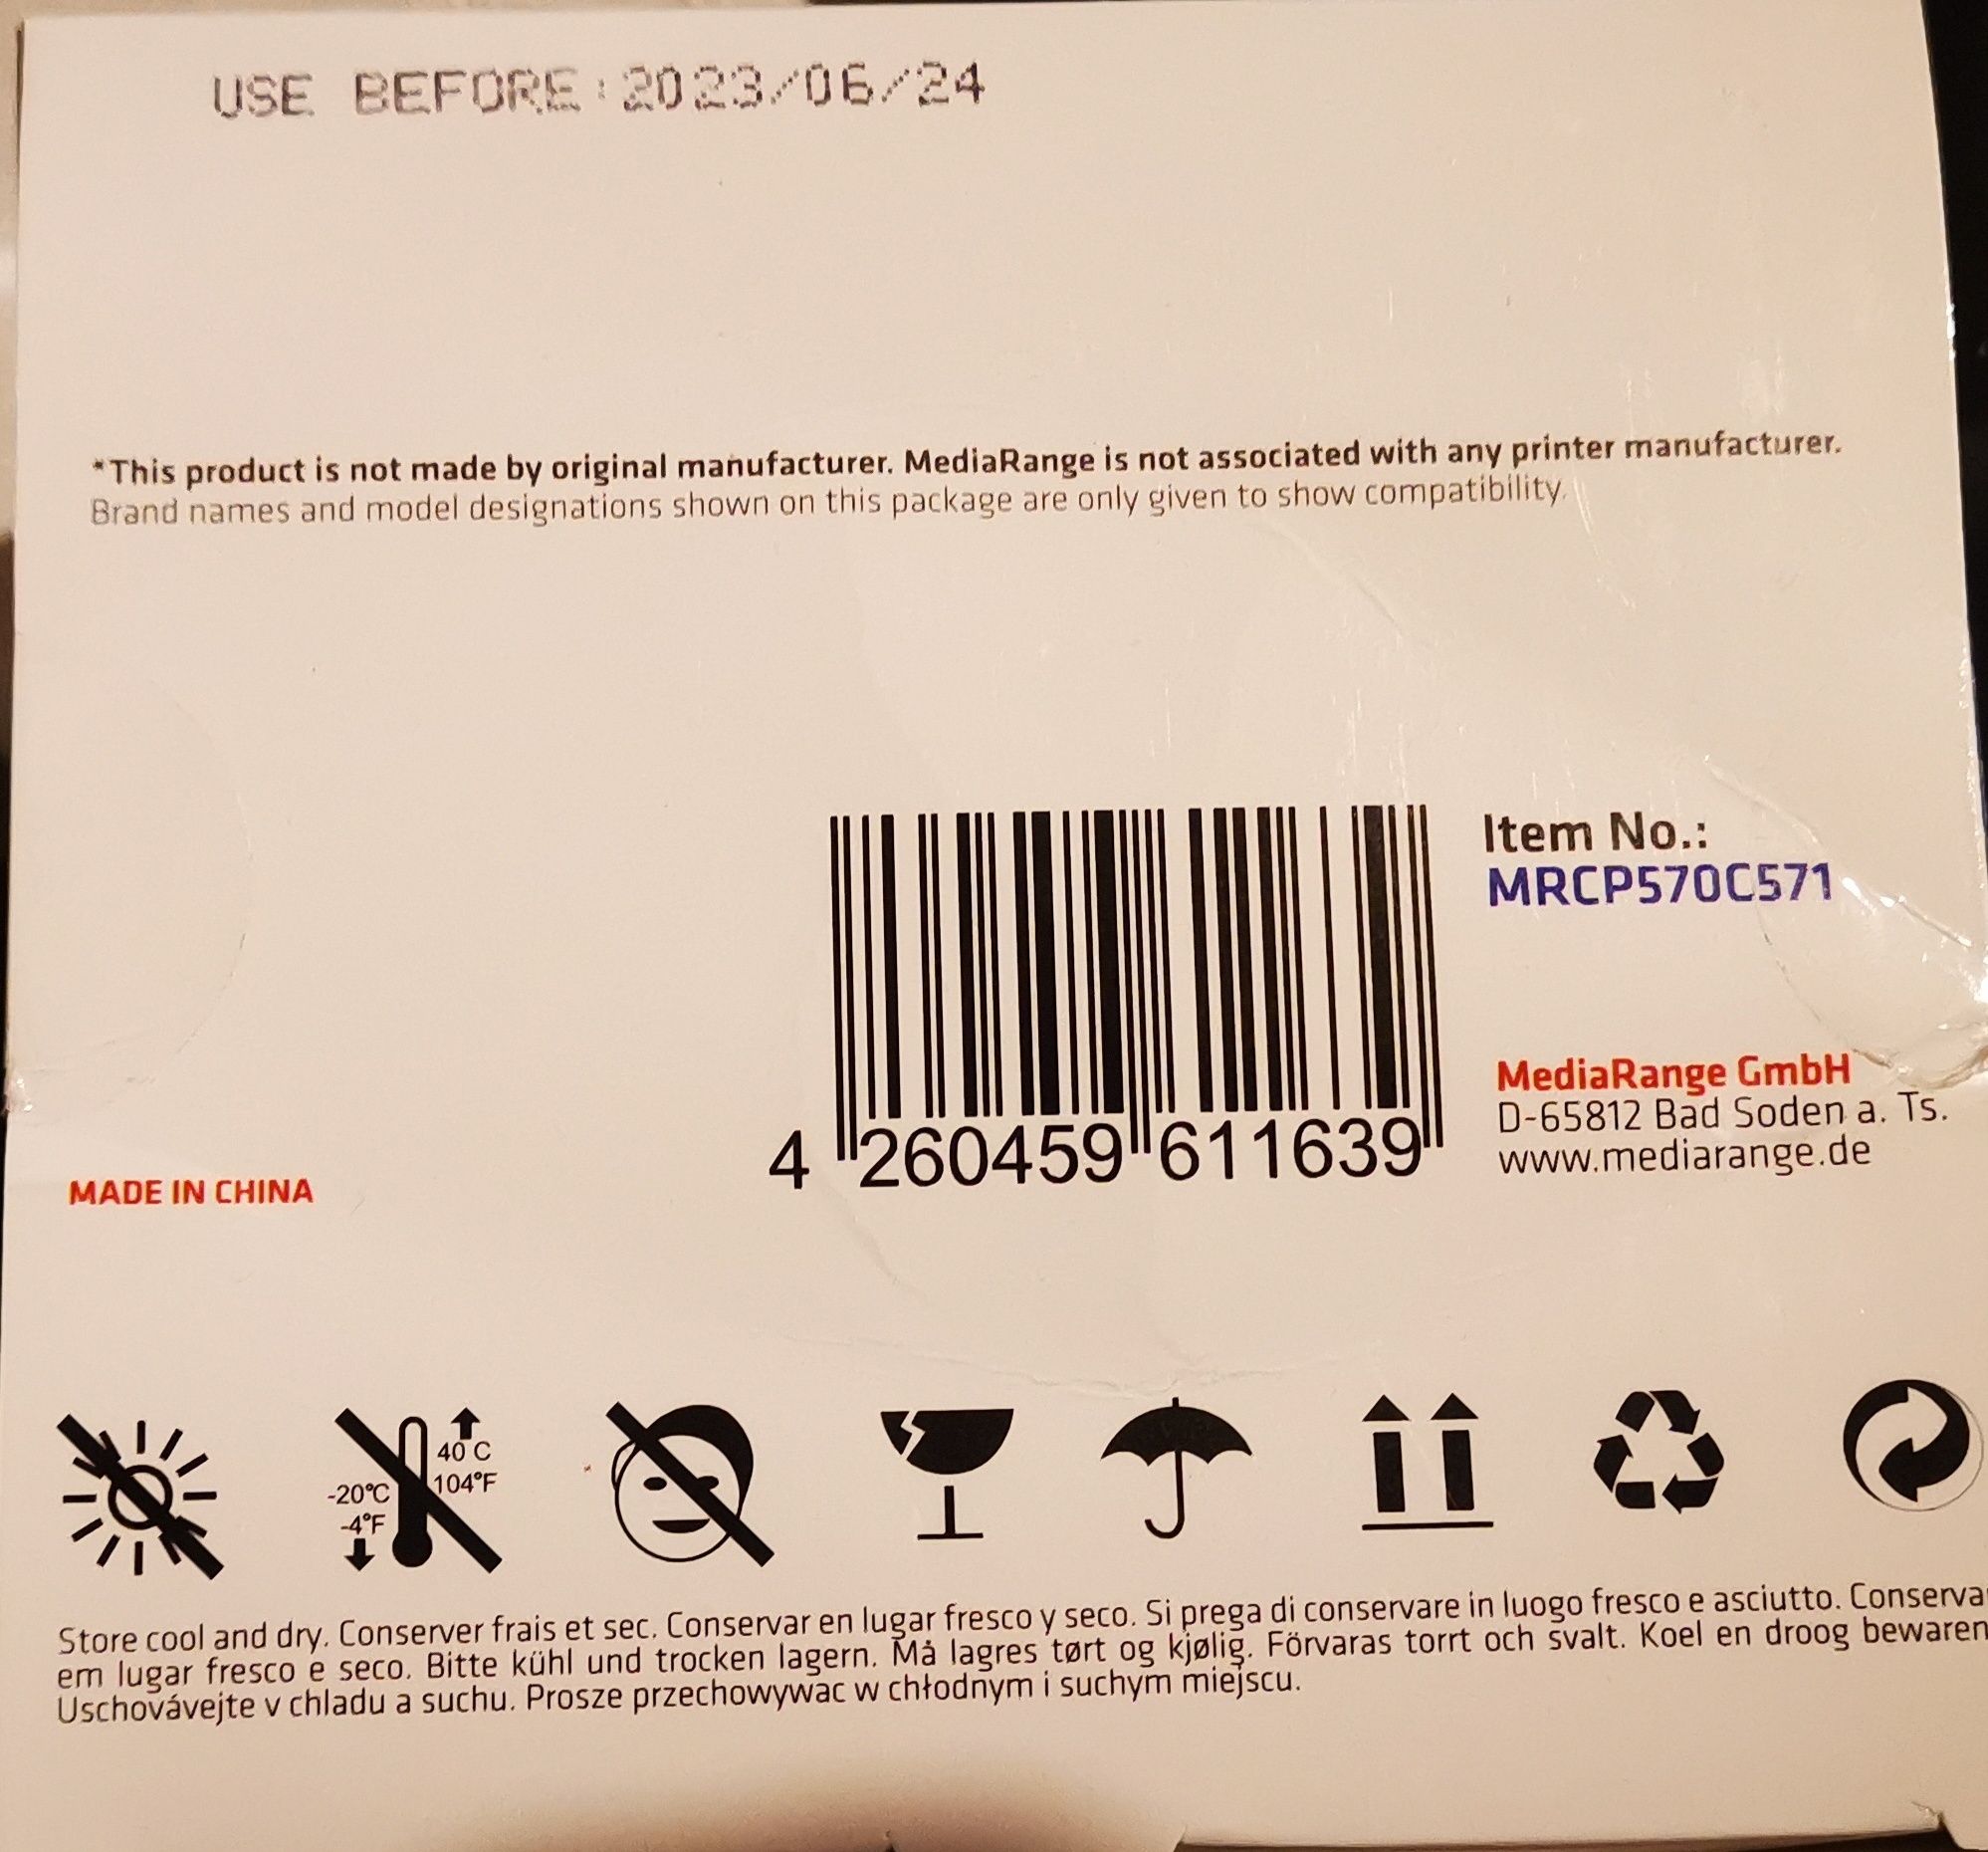 USE BEFORE:2023/06/24
*This product is not made by original manufacturer. MediaRange is not associated with any printer manufacturer.
Brand names and model designations shown on this package are only given to show compatibility.
Item No.:
MRCP570C571
MediaRange GmbH
D-65812 Bad Soden a. Ts.
www.mediarange.de
4 260459 611639
MADE IN CHINA
40°C
104°F
-20°C
-4°F
Store cool and dry. Conserver frais et sec. Conservar en lugar fresco y seco. Si prega di conservare in luogo fresco e asciutto. Conserva
em lugar fresco e seco. Bitte kühl und trocken lagern. Må lagres tørt og kjølig. Förvaras torrt och svalt. Koel en droog bewaren
Uschovávejte v chladu a suchu. Prosze przechowywac w chłodnym i suchym miejscu.